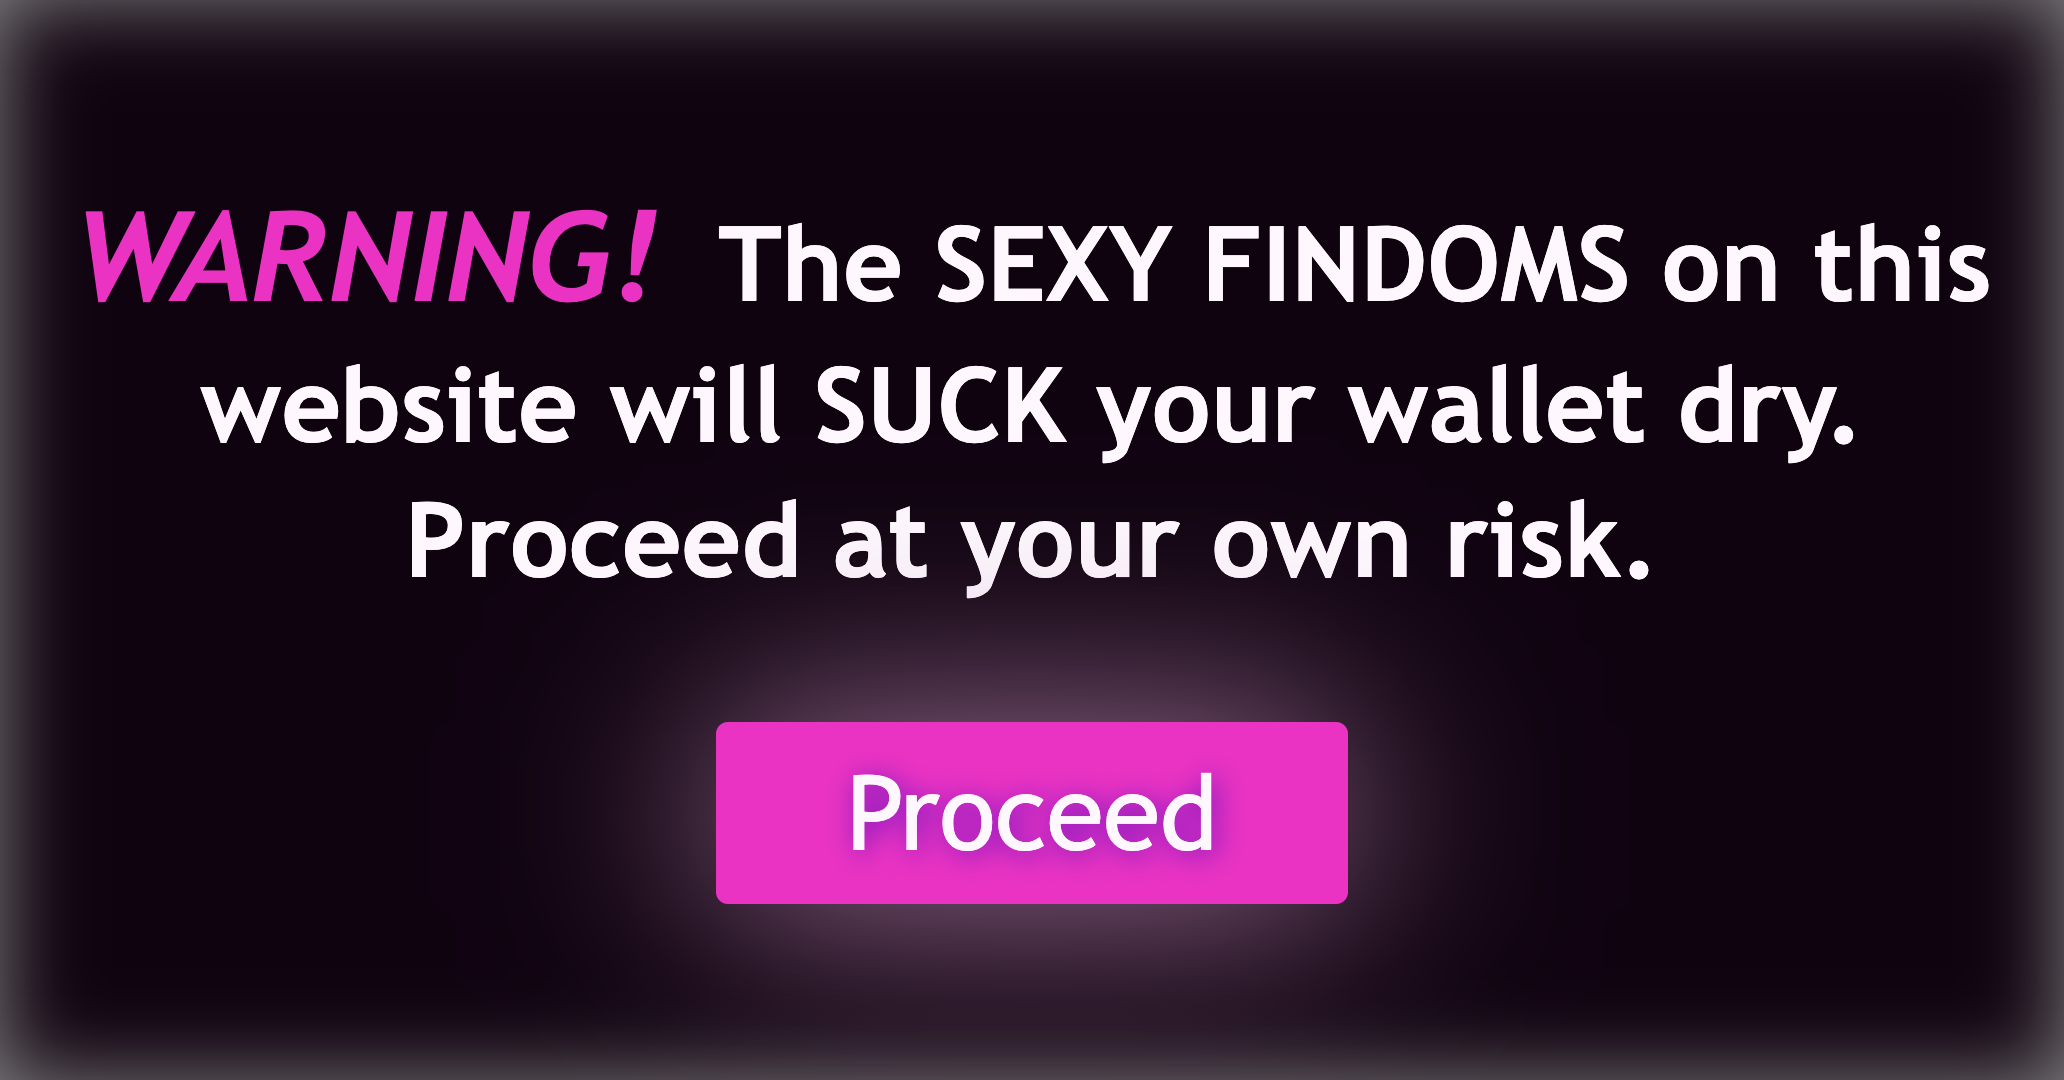 WARNING! The SEXY FINDOMS on this
website will SUCK your wallet dry.
Proceed at your own risk.
Proceed